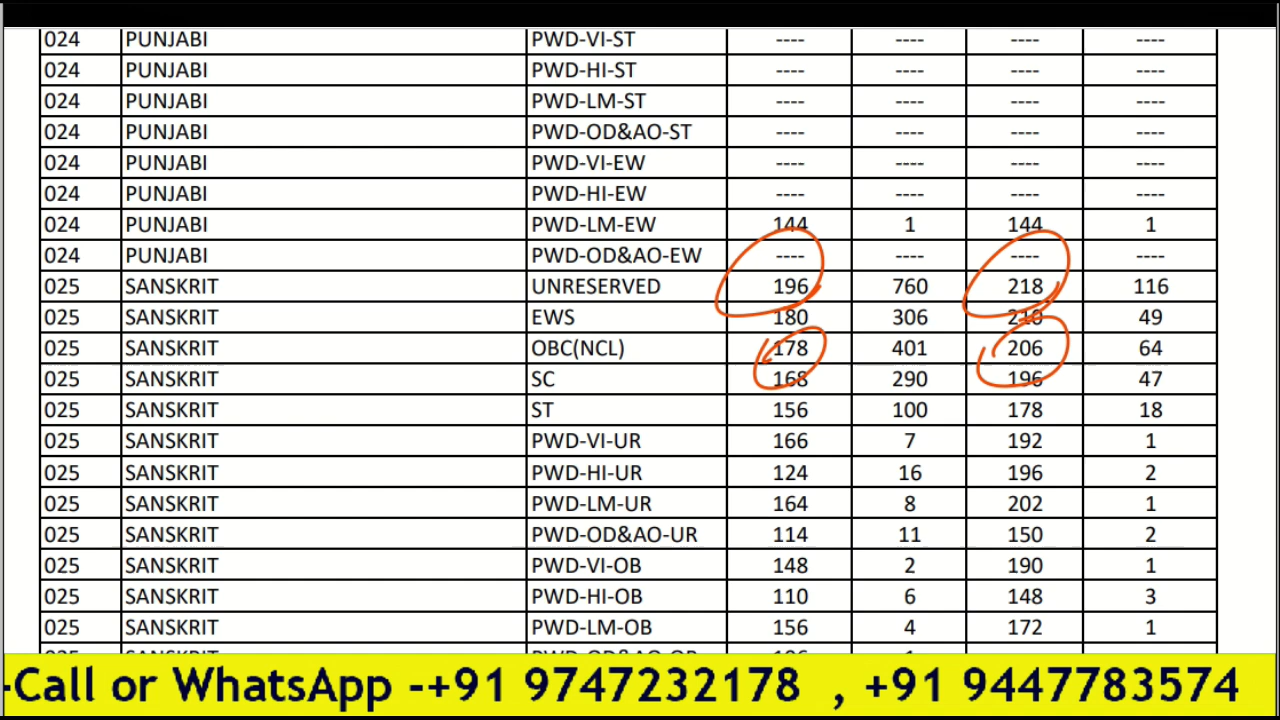 024 PUNJABI PWD-VI-ST ---- ---- ---- ----
024 PUNJABI PWD-HI-ST ---- ---- ---- ----
024 PUNJABI PWD-LM-ST ---- ---- ---- ----
024 PUNJABI PWD-OD&AO-ST ---- ---- ---- ----
024 PUNJABI PWD-VI-EW ---- ---- ---- ----
024 PUNJABI PWD-HI-EW ---- ---- ---- ----
024 PUNJABI PWD-LM-EW 144 1 144 1
024 PUNJABI PWD-OD&AO-EW ---- ---- ---- ----
025 SANSKRIT UNRESERVED 196 760 218 116
025 SANSKRIT EWS 180 306 210 49
025 SANSKRIT OBC(NCL) 178 401 206 64
025 SANSKRIT SC 168 290 196 47
025 SANSKRIT ST 156 100 178 18
025 SANSKRIT PWD-VI-UR 166 7 192 1
025 SANSKRIT PWD-HI-UR 124 16 196 2
025 SANSKRIT PWD-LM-UR 164 8 202 1
025 SANSKRIT PWD-OD&AO-UR 114 11 150 2
025 SANSKRIT PWD-VI-OB 148 2 190 1
025 SANSKRIT PWD-HI-OB 110 6 148 3
025 SANSKRIT PWD-LM-OB 156 4 172 1
-Call or WhatsApp -+91 9747232178 , +91 9447783574